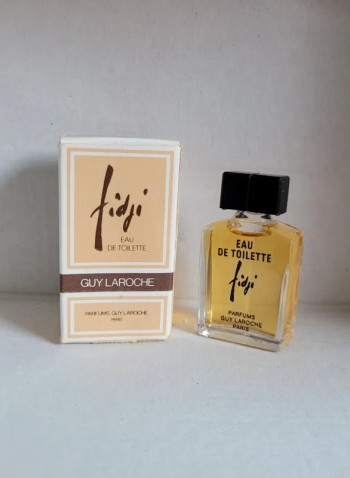 fidji
EAU
DE TOILETTE
GUY LAROCHE
PARFUMS GUY LAROCHE
PARIS
EAU
DE TOILETTE
fidji
PARFUMS
GUY LAROCHE
PARIS